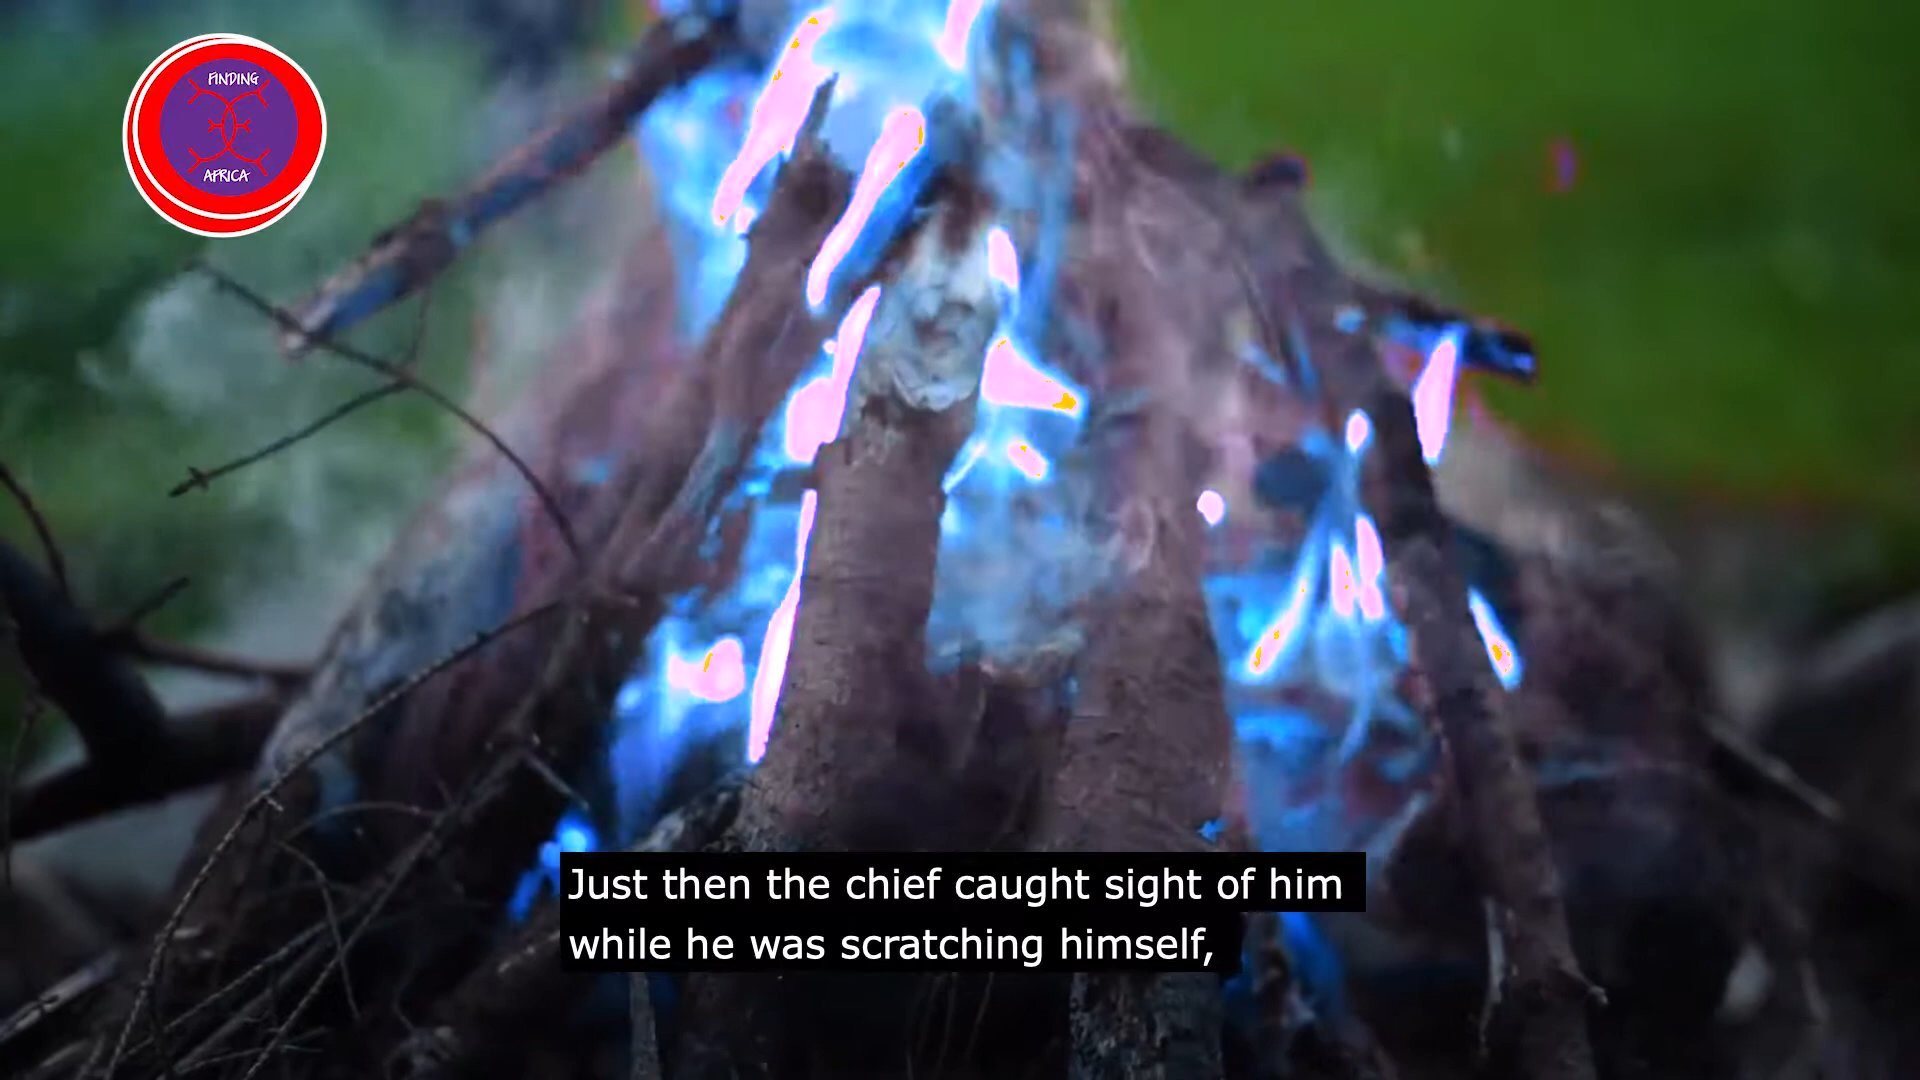 FINDING
AFRICA
Just then the chief caught sight of him
while he was scratching himself,